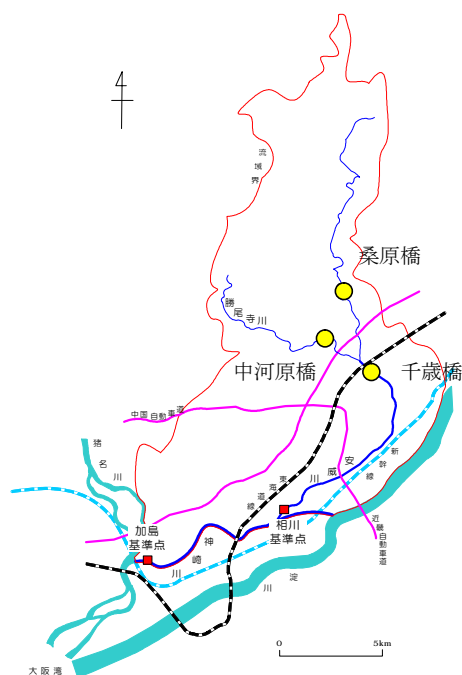 流域界
桑原橋
勝尾寺川
中河原橋
千歳橋
中国自動車道
猪名川
新幹線
安威川
東海道線
加島
基準点
相川
基準点
神崎川
近畿自動車道
淀川
0 5km
大阪湾